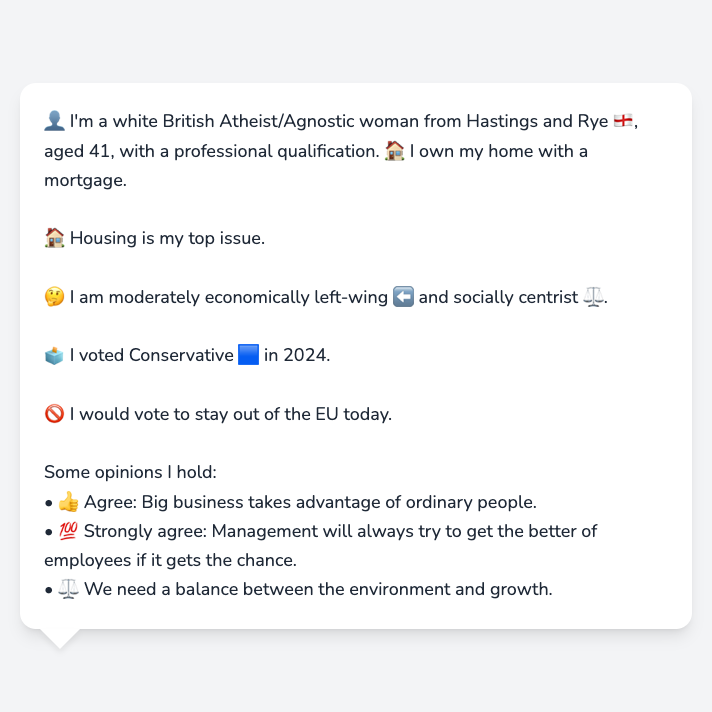 👤 I'm a white British Atheist/Agnostic woman from Hastings and Rye 🏴󠁧󠁢󠁥󠁮󠁧󠁿,
aged 41, with a professional qualification. 🏠 I own my home with a
mortgage.
🏠 Housing is my top issue.
🤔 I am moderately economically left-wing ⬅️ and socially centrist ⚖️.
🗳️ I voted Conservative 🟦 in 2024.
🚫 I would vote to stay out of the EU today.
Some opinions I hold:
• 👍 Agree: Big business takes advantage of ordinary people.
• 💯 Strongly agree: Management will always try to get the better of
employees if it gets the chance.
• ⚖️ We need a balance between the environment and growth.